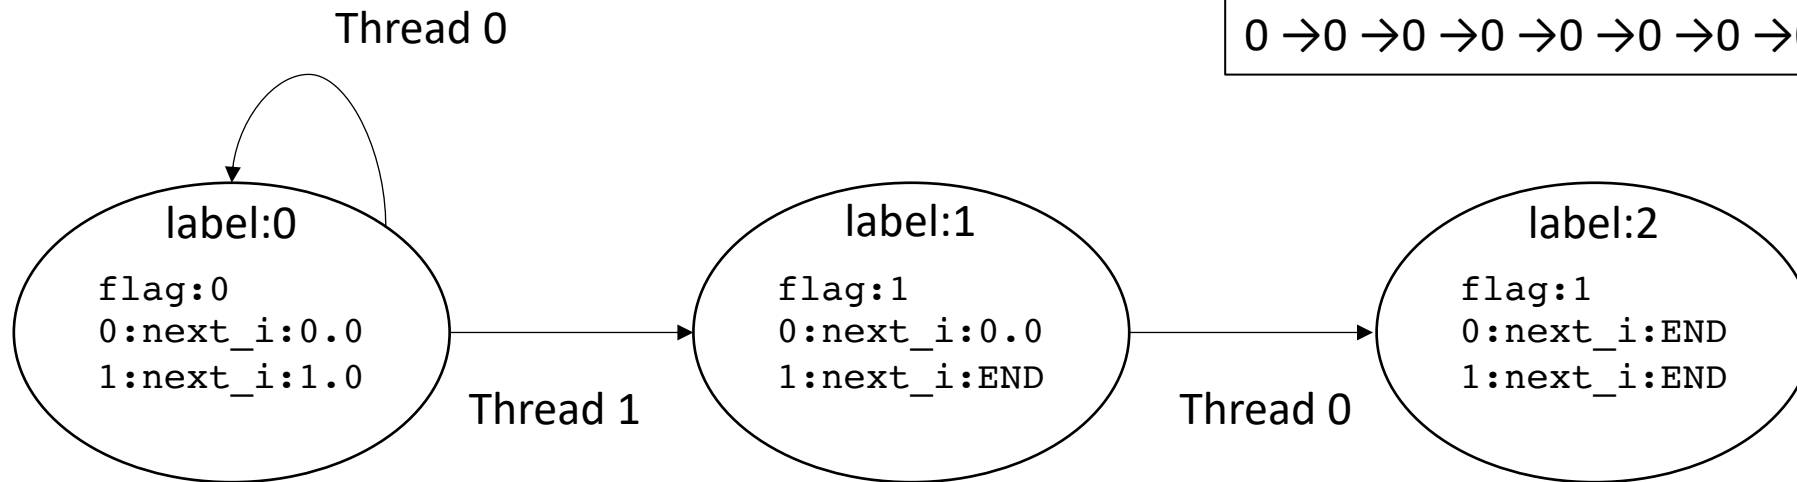 Thread 0
0 →0 →0 →0 →0 →0 →0 →
label:0
flag:0
0:next_i:0.0
1:next_i:1.0
Thread 1
label:1
flag:1
0:next_i:0.0
1:next_i:END
Thread 0
label:2
flag:1
0:next_i:END
1:next_i:END